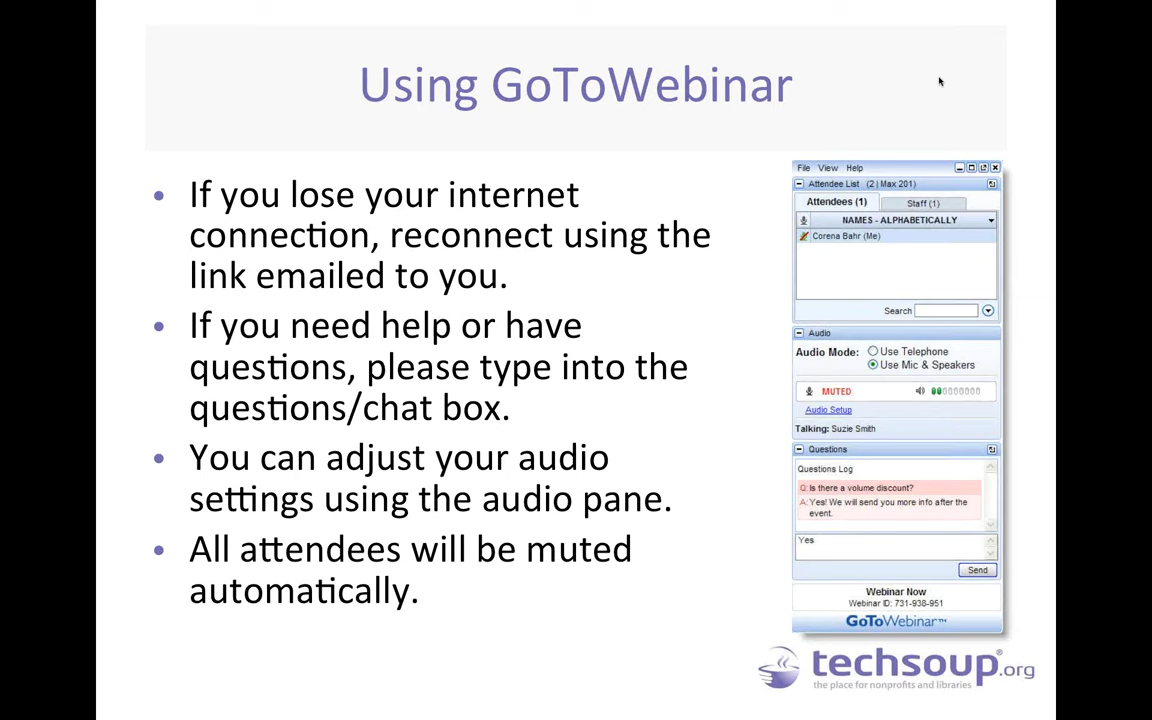 Using GoToWebinar
• If you lose your internet
connection, reconnect using the
link emailed to you.
• If you need help or have
questions, please type into the
questions/chat box.
• You can adjust your audio
settings using the audio pane.
• All attendees will be muted
automatically.
File View Help
Attendee List (2 | Max 201)
Attendees (1) Staff (1)
NAMES - ALPHABETICALLY
Corena Bahr (Me)
Search
Audio
Audio Mode: Use Telephone
Use Mic & Speakers
MUTED
Audio Setup
Talking: Suzie Smith
Questions
Questions Log
Q: Is there a volume discount?
A: Yes! We will send you more info after the
event.
Yes
Send
Webinar Now
Webinar ID: 731-938-951
GoToWebinar™
techsoup®.org
the place for nonprofits and libraries